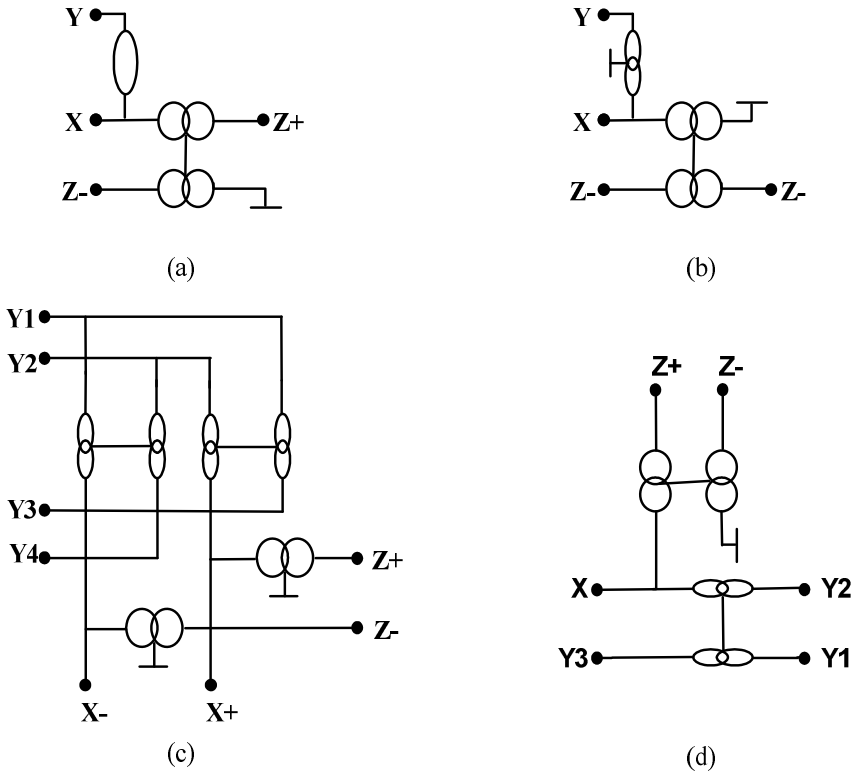 Y
X
Z+
Z-
(a)
Y
X
Z-
Z-
(b)
Y1
Y2
Y3
Y4
Z+
Z-
X-
X+
(c)
Z+
Z-
X
Y2
Y3
Y1
(d)